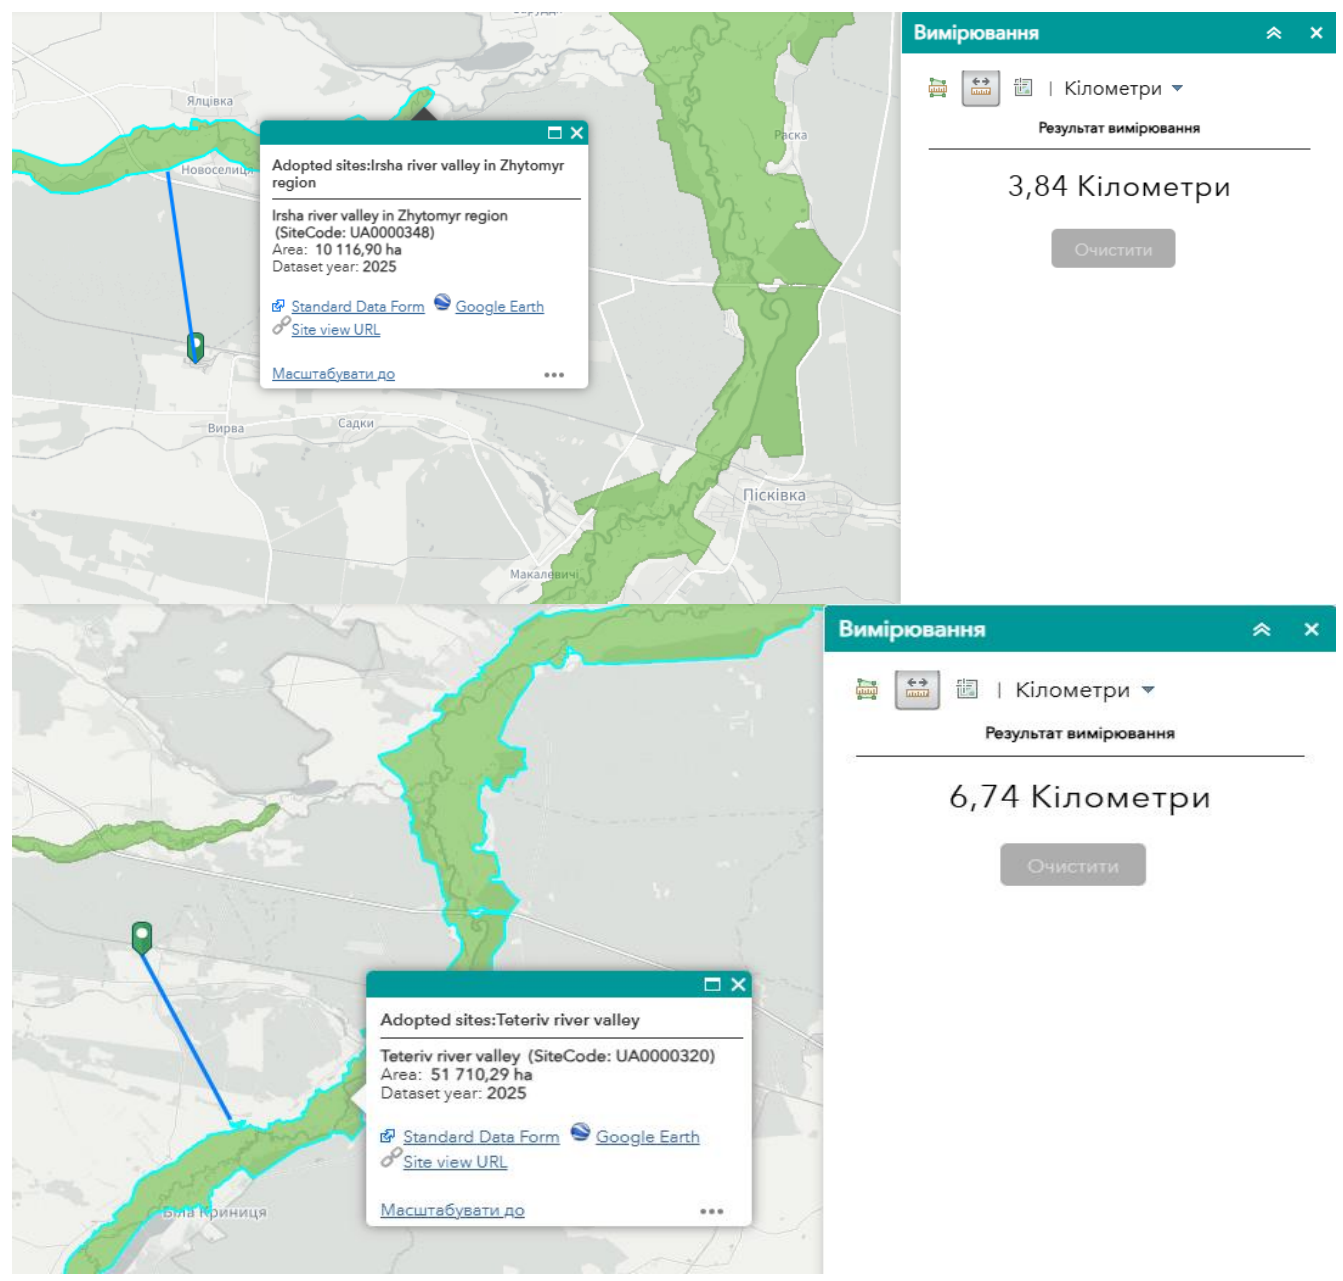 Ялцівка
Новоселиця
Раска
Вирва
Садки
Пісківка
Макалевичі
Adopted sites:Irsha river valley in Zhytomyr
region
Irsha river valley in Zhytomyr region
(SiteCode: UA0000348)
Area: 10 116,90 ha
Dataset year: 2025
Standard Data Form Google Earth
Site view URL
Масштабувати до
Вимірювання
| Кілометри
Результат вимірювання
3,84 Кілометри
Очистити
Біла Криниця
Adopted sites:Teteriv river valley
Teteriv river valley (SiteCode: UA0000320)
Area: 51 710,29 ha
Dataset year: 2025
Standard Data Form Google Earth
Site view URL
Масштабувати до
Вимірювання
| Кілометри
Результат вимірювання
6,74 Кілометри
Очистити